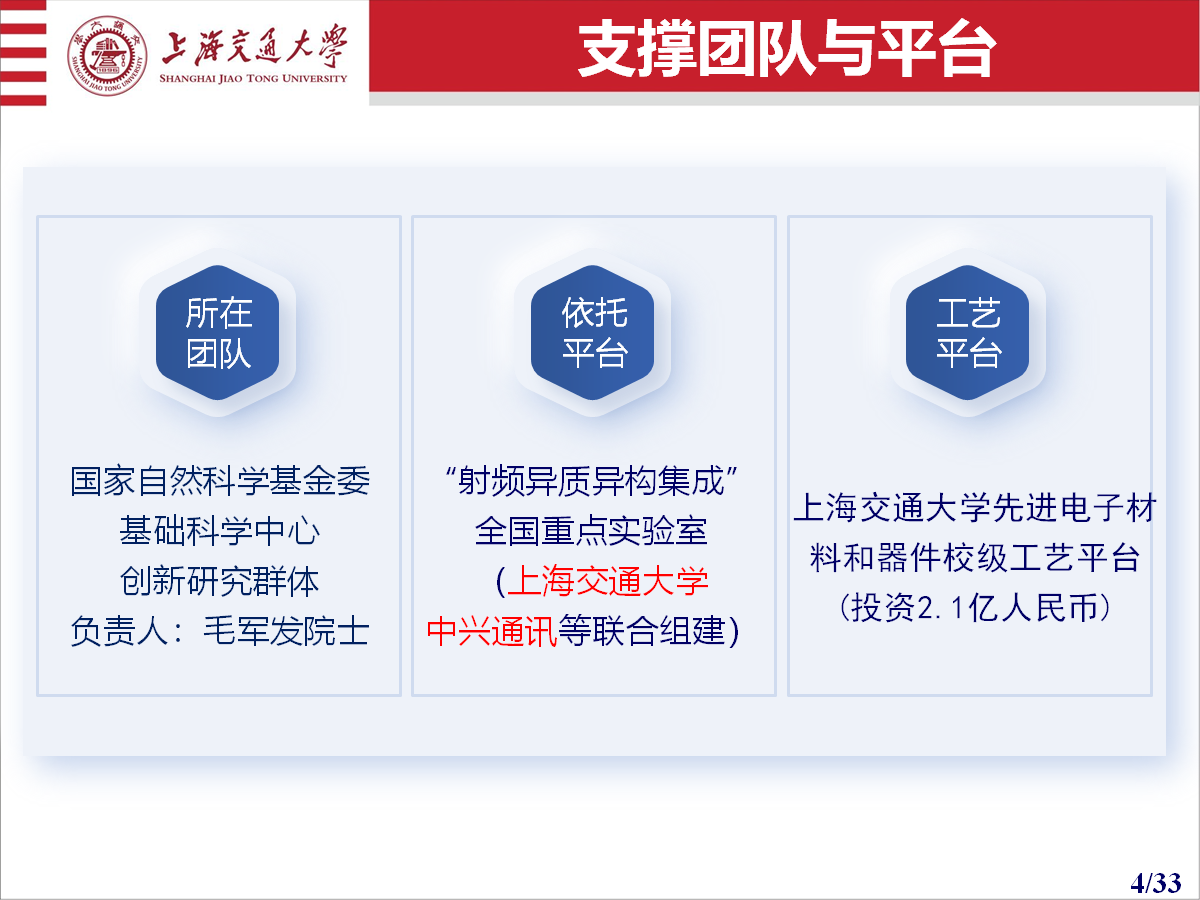 上海交通大学
SHANGHAI JIAO TONG UNIVERSITY
支撑团队与平台
所在
团队
国家自然科学基金委
基础科学中心
创新研究群体
负责人：毛军发院士
依托
平台
“射频异质异构集成”
全国重点实验室
（上海交通大学
中兴通讯等联合组建）
工艺
平台
上海交通大学先进电子材
料和器件校级工艺平台
(投资2.1亿人民币)
4/33